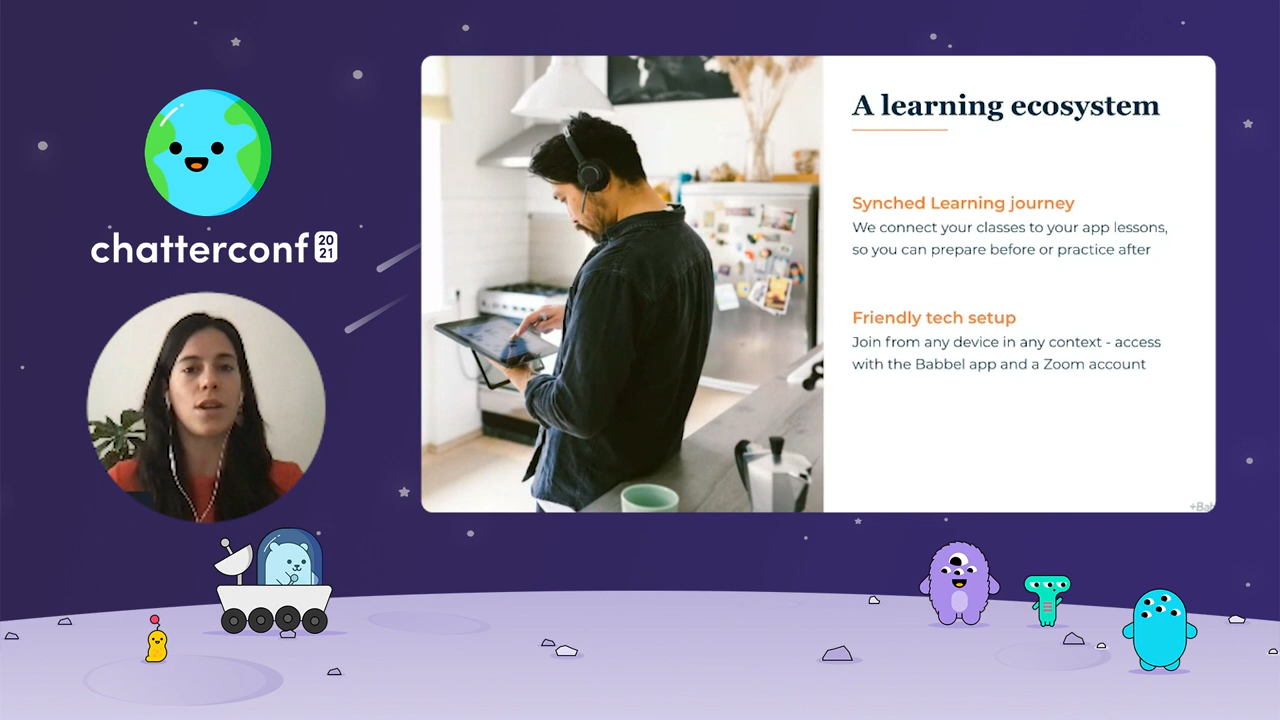 chatterconf 20
21
A learning ecosystem
Synched Learning journey
We connect your classes to your app lessons,
so you can prepare before or practice after
Friendly tech setup
Join from any device in any context - access
with the Babbel app and a Zoom account